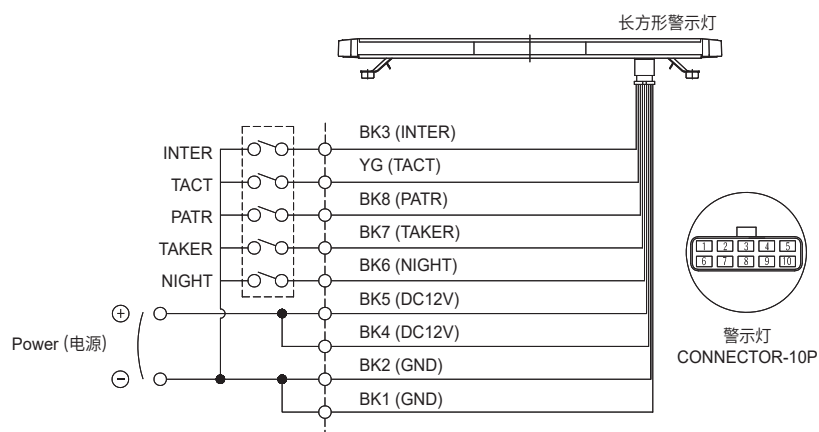 长方形警示灯
BK3 (INTER)
INTER
YG (TACT)
TACT
BK8 (PATR)
PATR
BK7 (TAKER)
TAKER
BK6 (NIGHT)
NIGHT
BK5 (DC12V)
BK4 (DC12V)
Power (电源)
BK2 (GND)
BK1 (GND)
1 2 3 4 5
6 7 8 9 10
警示灯
CONNECTOR-10P
+
−